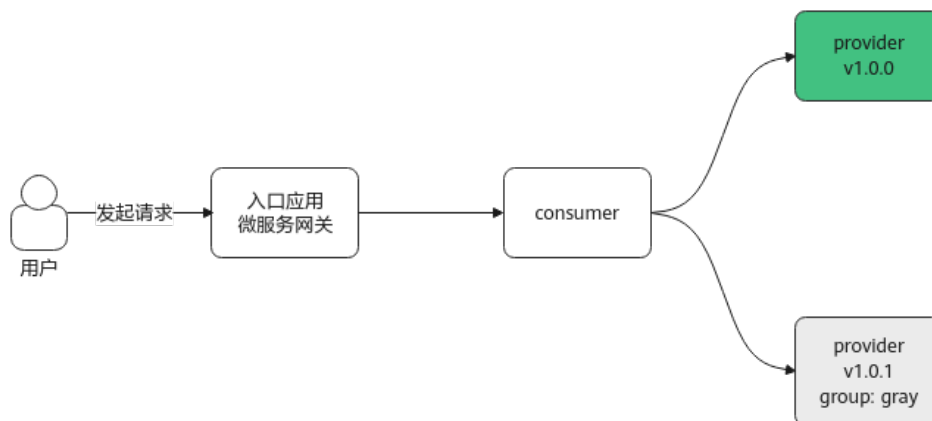 provider
v1.0.0
发起请求
入口应用
微服务网关
consumer
用户
provider
v1.0.1
group: gray